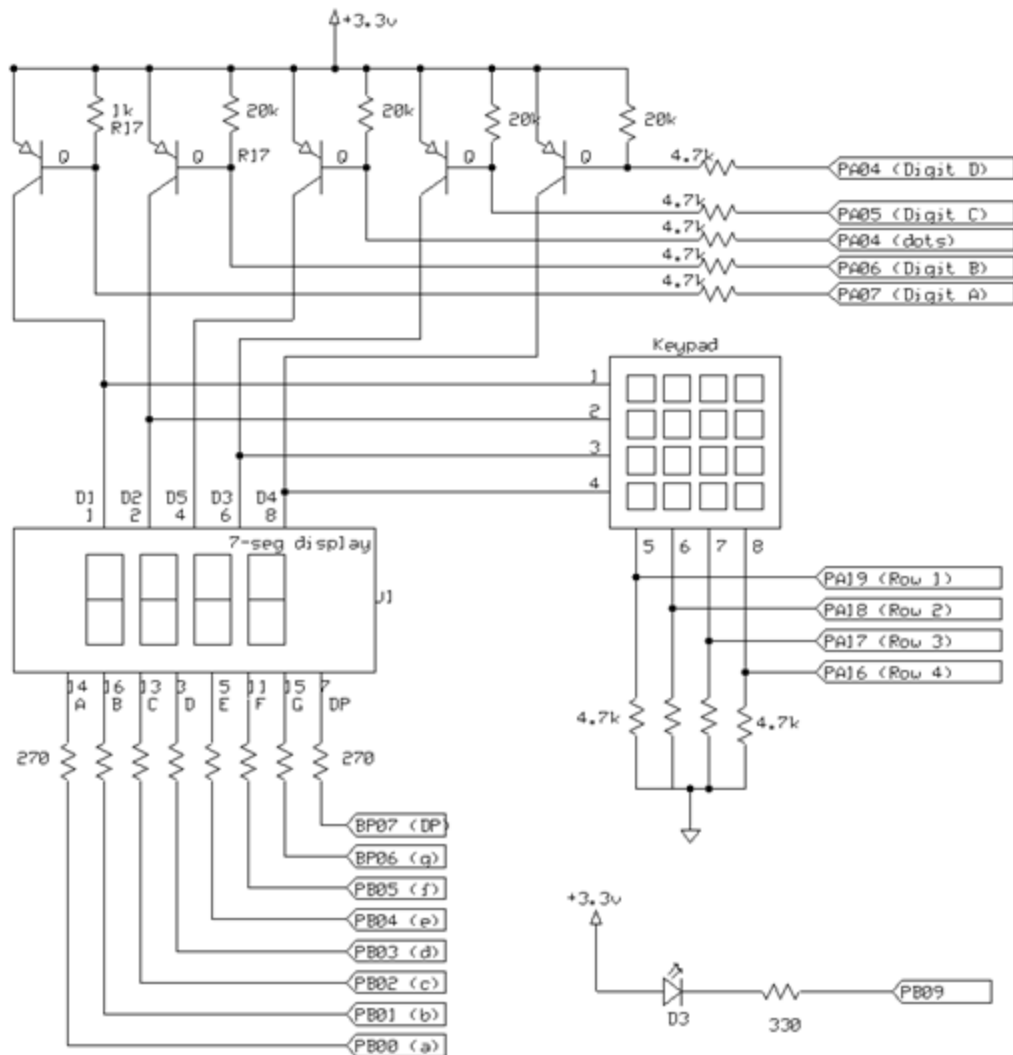 +3.3v
1k
R17
20k
20k
20k
20k
Q
Q
R17
Q
Q
Q
4.7k
PA04 (Digit D)
4.7k
PA05 (Digit C)
4.7k
PA04 (dots)
4.7k
PA06 (Digit B)
4.7k
PA07 (Digit A)
Keypad
1
2
3
4
D1
D2
D5
D3
D4
1
2
4
6
8
7-seg display
U1
5
6
7
8
PA19 (Row 1)
PA18 (Row 2)
PA17 (Row 3)
PA16 (Row 4)
14
16
13
3
5
11
15
7
A
B
C
D
E
F
G
DP
4.7k
4.7k
270
270
BP07 (DP)
BP06 (g)
PB05 (f)
PB04 (e)
PB03 (d)
PB02 (c)
PB01 (b)
PB00 (a)
+3.3v
D3
330
PB09